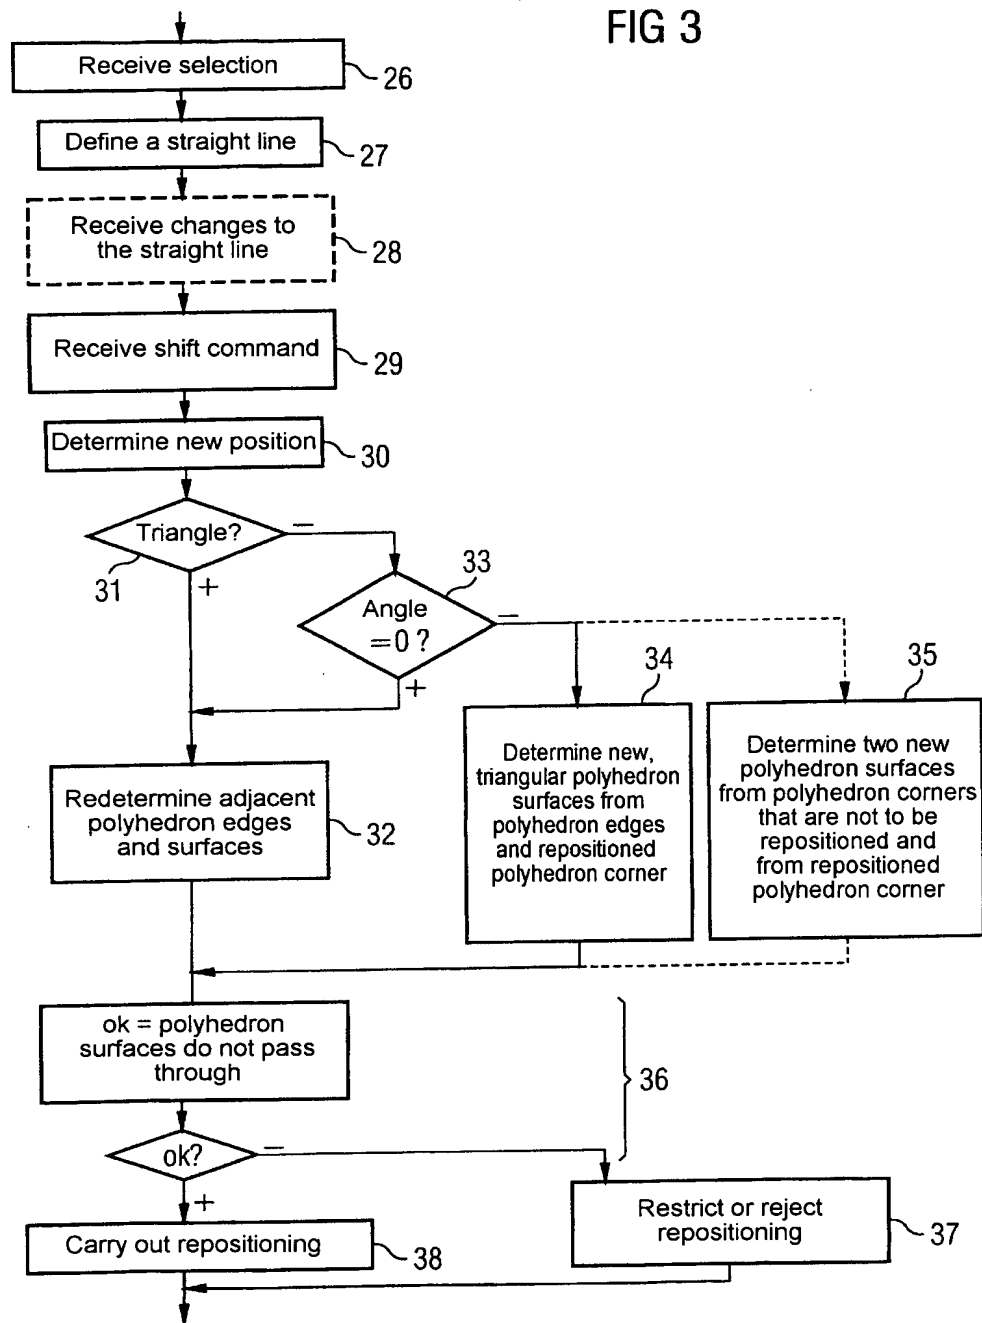 FIG 3
Receive selection
26
Define a straight line
27
Receive changes to
the straight line
28
Receive shift command
29
Determine new position
30
Triangle?
31
−
+
33
Angle
=0 ?
−
+
34
Determine new,
triangular polyhedron
surfaces from
polyhedron edges
and repositioned
polyhedron corner
35
Determine two new
polyhedron surfaces
from polyhedron corners
that are not to be
repositioned and
from repositioned
polyhedron corner
Redetermine adjacent
polyhedron edges
and surfaces
32
ok = polyhedron
surfaces do not pass
through
36
ok?
−
+
Restrict or reject
repositioning
37
Carry out repositioning
38